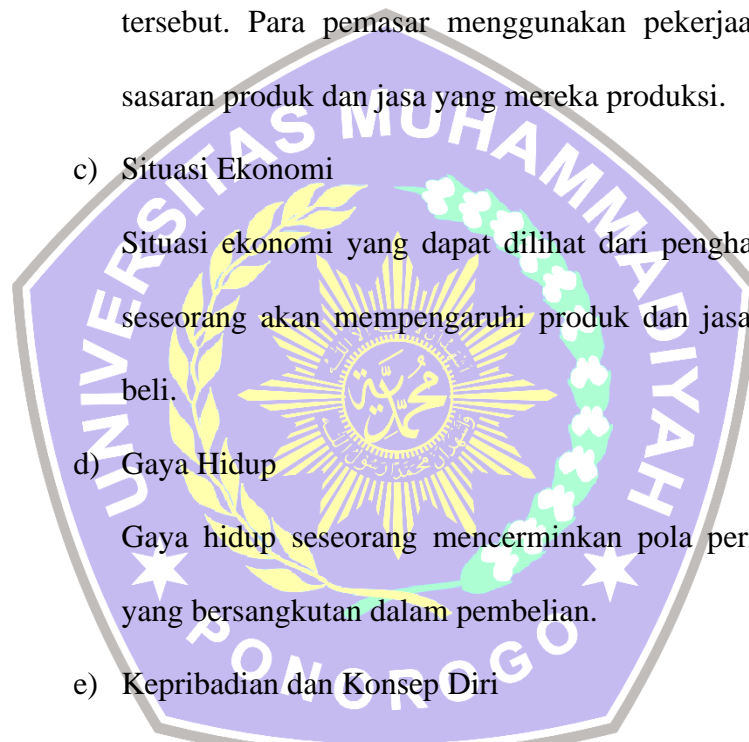 tersebut. Para pemasar menggunakan pekerjaa
sasaran produk dan jasa yang mereka produksi.
c) Situasi Ekonomi
Situasi ekonomi yang dapat dilihat dari pengha
seseorang akan mempengaruhi produk dan jasa
beli.
d) Gaya Hidup
Gaya hidup seseorang mencerminkan pola per
yang bersangkutan dalam pembelian.
e) Kepribadian dan Konsep Diri
UNIVERSITAS MUHAMMADIYAH
PONOROGO
محمدية